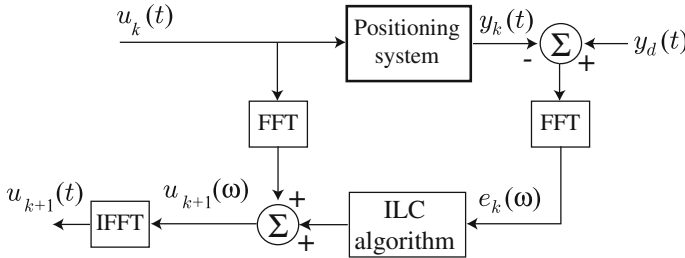 u_k(t)
Positioning
system
y_k(t)
Σ
y_d(t)
-
+
FFT
FFT
u_{k+1}(t)
IFFT
u_{k+1}(ω)
+
Σ
+
ILC
algorithm
e_k(ω)